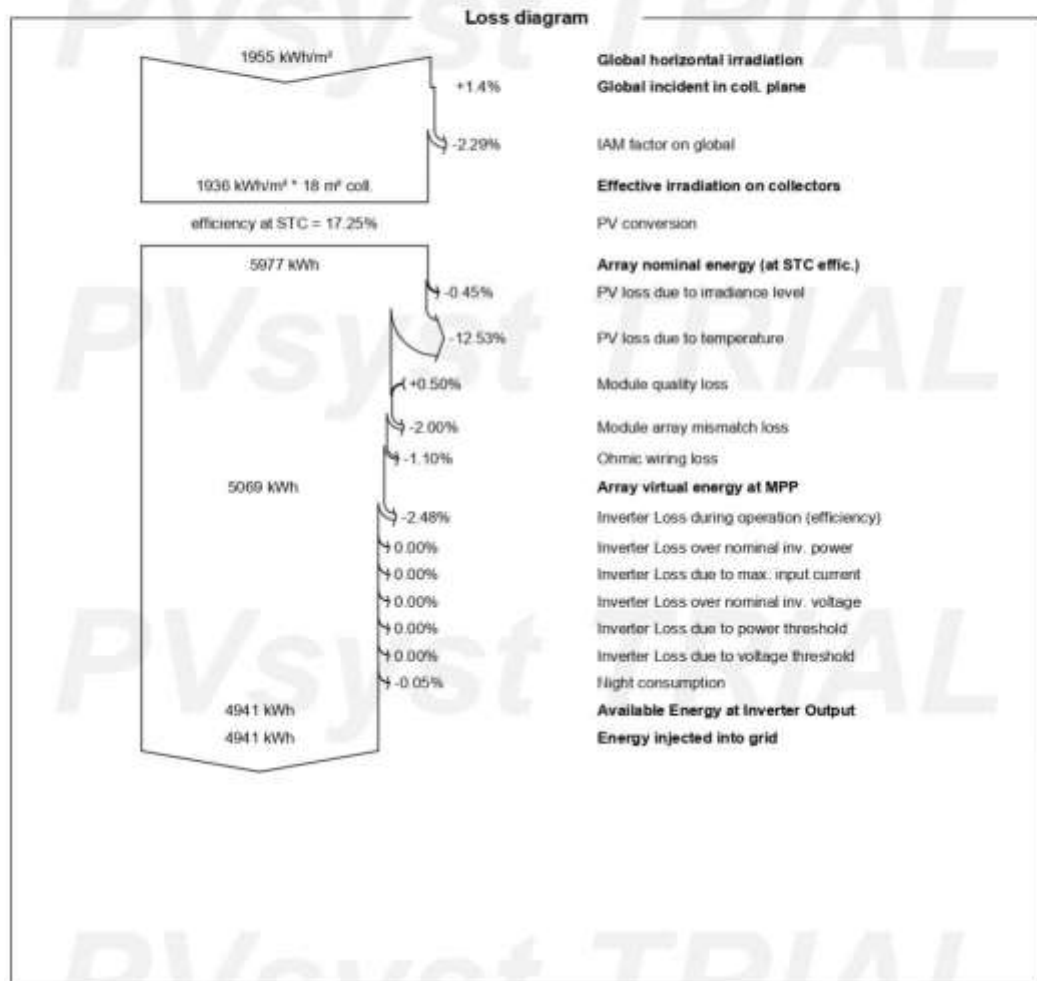 PVsyst TRIAL
Loss diagram
1955 kWh/m² Global horizontal irradiation
+1.4% Global incident in coll. plane
-2.29% IAM factor on global
1936 kWh/m² * 18 m² coll. Effective irradiation on collectors
efficiency at STC = 17.25% PV conversion
5977 kWh Array nominal energy (at STC effic.)
-0.45% PV loss due to irradiance level
PVsyst TRIAL
-12.53% PV loss due to temperature
+0.50% Module quality loss
-2.00% Module array mismatch loss
-1.10% Ohmic wiring loss
5069 kWh Array virtual energy at MPP
-2.48% Inverter Loss during operation (efficiency)
0.00% Inverter Loss over nominal inv. power
0.00% Inverter Loss due to max. input current
0.00% Inverter Loss over nominal inv. voltage
0.00% Inverter Loss due to power threshold
PVsyst TRIAL
0.00% Inverter Loss due to voltage threshold
-0.05% Night consumption
4941 kWh Available Energy at Inverter Output
4941 kWh Energy injected into grid
PVsyst TRIAL